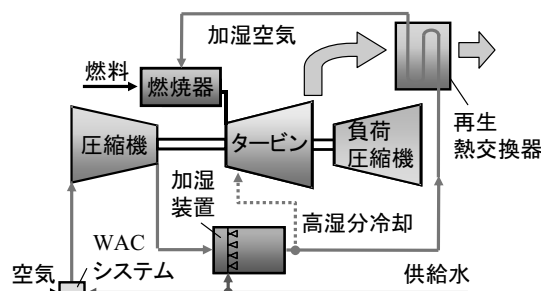 加湿空気
燃料
燃焼器
圧縮機
タービン
負荷
圧縮機
再生
熱交換器
加湿
装置
高湿分冷却
WAC
システム
空気
供給水